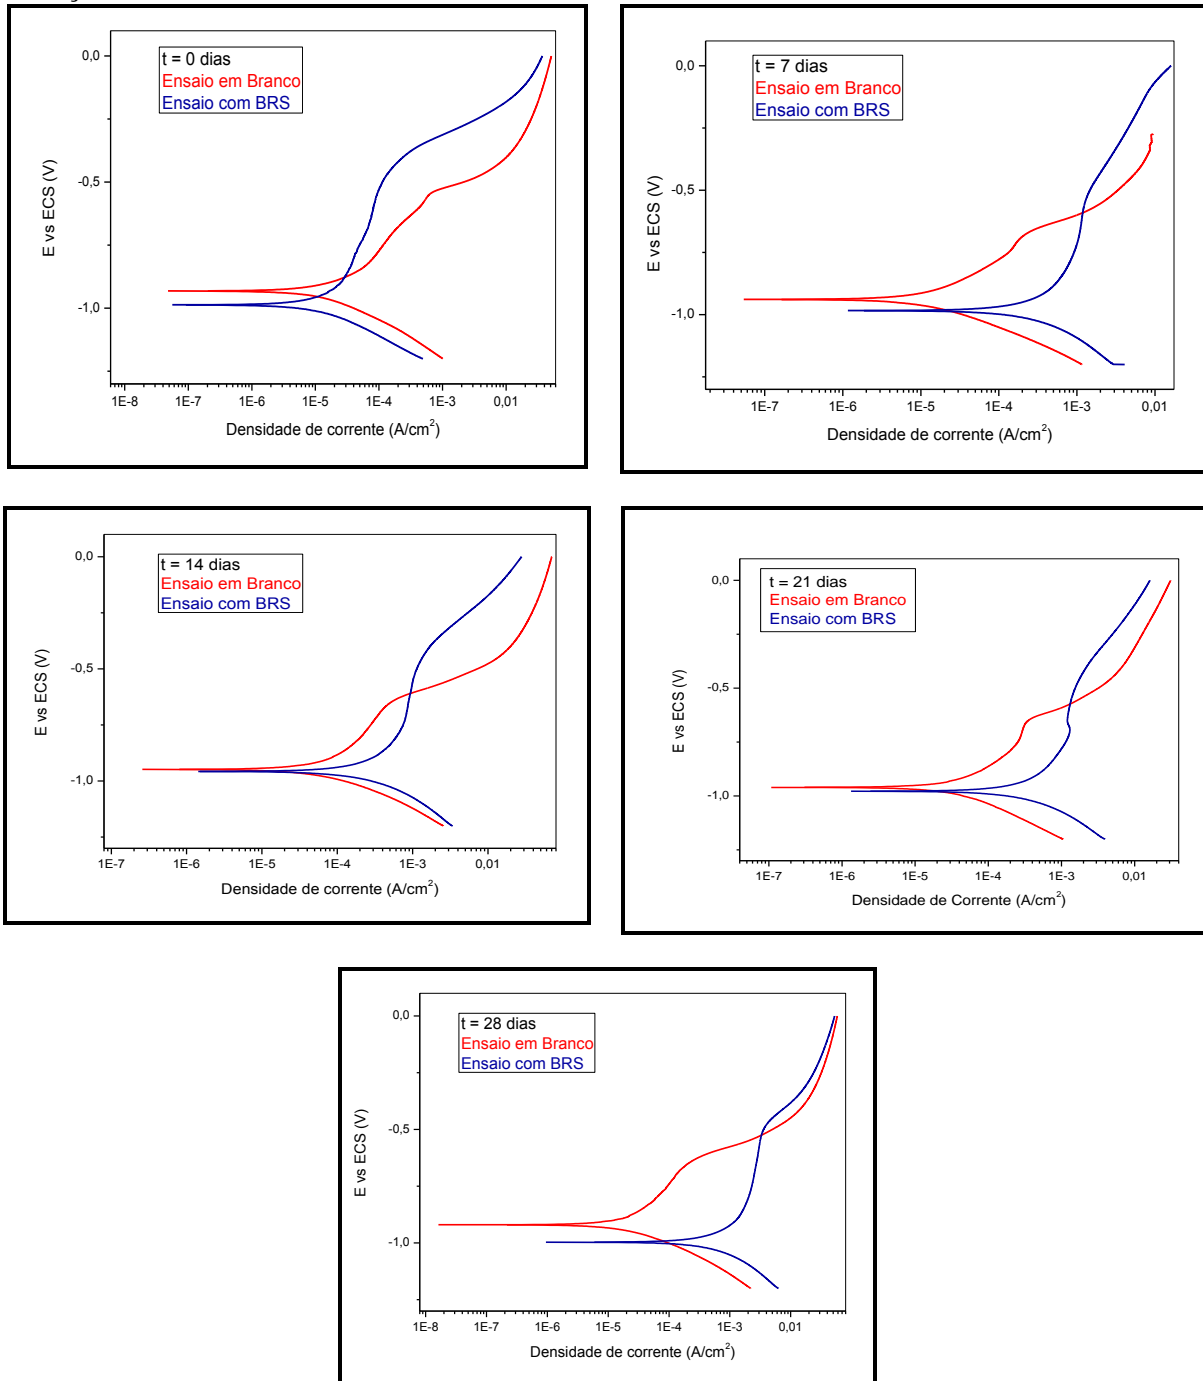 t = 0 dias
Ensaio em Branco
Ensaio com BRS
0,0
-0,5
-1,0
E vs ECS (V)
1E-8 1E-7 1E-6 1E-5 1E-4 1E-3 0,01
Densidade de corrente (A/cm²)
t = 7 dias
Ensaio em Branco
Ensaio com BRS
0,0
-0,5
-1,0
E vs ECS (V)
1E-7 1E-6 1E-5 1E-4 1E-3 0,01
Densidade de corrente (A/cm²)
t = 14 dias
Ensaio em Branco
Ensaio com BRS
0,0
-0,5
-1,0
E vs ECS (V)
1E-7 1E-6 1E-5 1E-4 1E-3 0,01
Densidade de corrente (A/cm²)
t = 21 dias
Ensaio em Branco
Ensaio com BRS
0,0
-0,5
-1,0
E vs ECS (V)
1E-7 1E-6 1E-5 1E-4 1E-3 0,01
Densidade de Corrente (A/cm²)
t = 28 dias
Ensaio em Branco
Ensaio com BRS
0,0
-0,5
-1,0
E vs ECS (V)
1E-8 1E-7 1E-6 1E-5 1E-4 1E-3 0,01
Densidade de corrente (A/cm²)